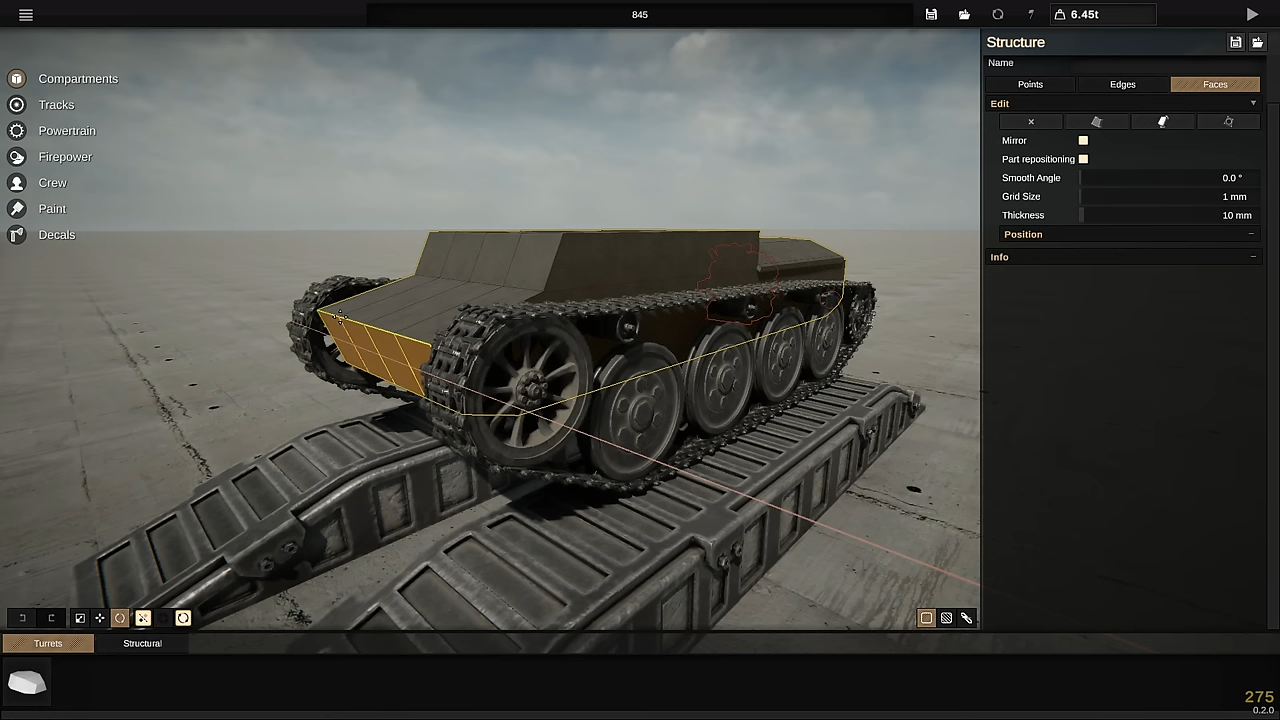 845
6.45t
Compartments
Tracks
Powertrain
Firepower
Crew
Paint
Decals
Structure
Name
Points Edges Faces
Edit
Mirror
Part repositioning
Smooth Angle 0.0 °
Grid Size 1 mm
Thickness 10 mm
Position
Info
Turrets Structural
275
0.2.0